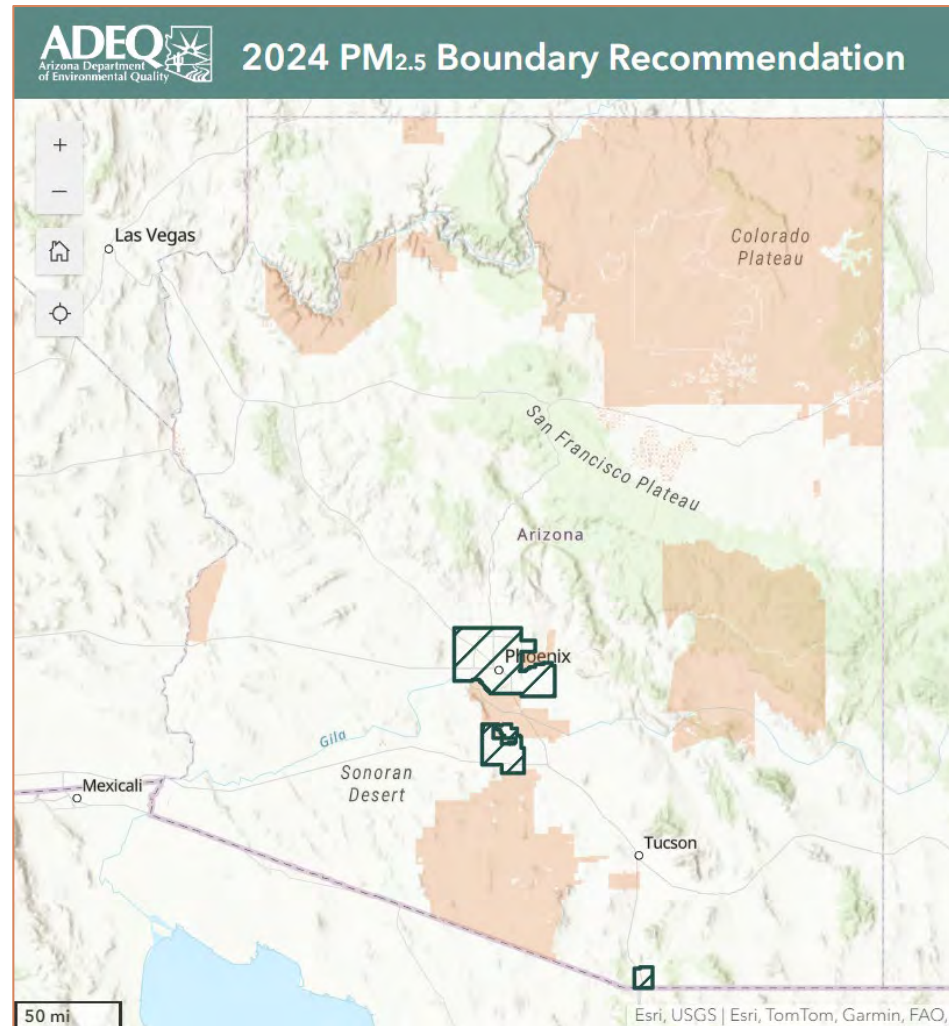 ADEQ
Arizona Department
of Environmental Quality
2024 PM2.5 Boundary Recommendation
+
−
Las Vegas
Colorado
Plateau
San Francisco Plateau
Arizona
Phoenix
Gila
Sonoran
Desert
Mexicali
Tucson
50 mi
Esri, USGS | Esri, TomTom, Garmin, FAO,